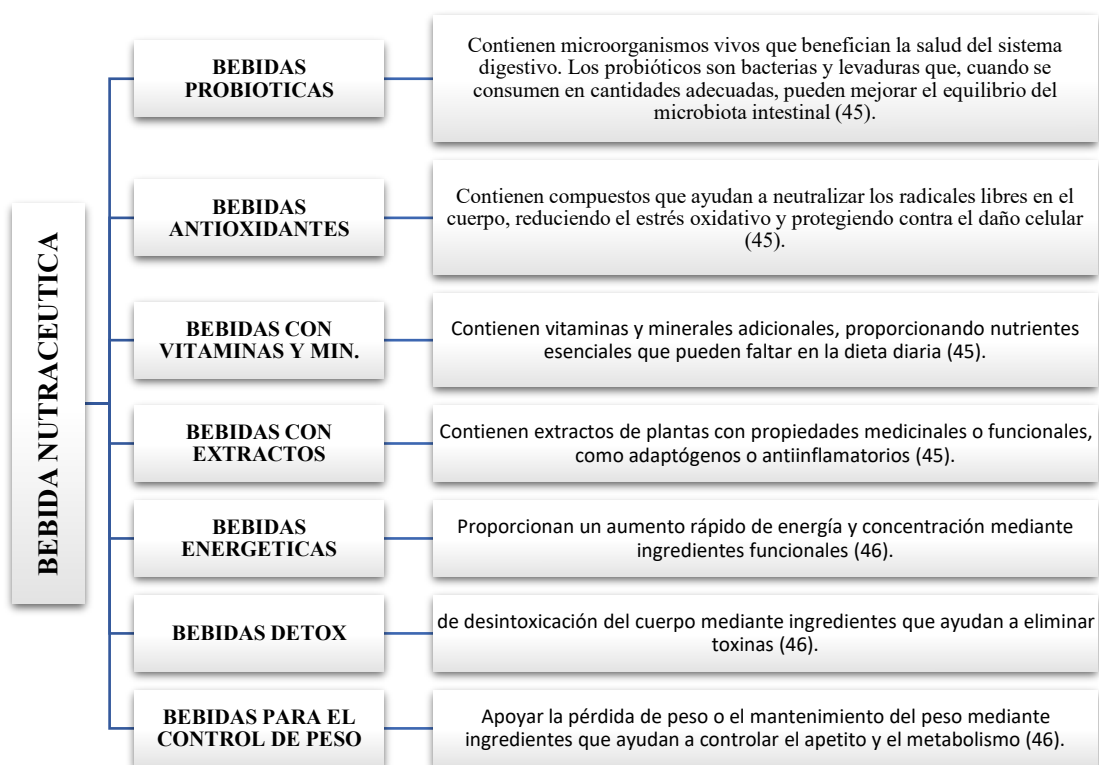 BEBIDA NUTRACEUTICA
BEBIDAS
PROBIOTICAS
Contienen microorganismos vivos que benefician la salud del sistema
digestivo. Los probióticos son bacterias y levaduras que, cuando se
consumen en cantidades adecuadas, pueden mejorar el equilibrio del
microbiota intestinal (45).
BEBIDAS
ANTIOXIDANTES
Contienen compuestos que ayudan a neutralizar los radicales libres en el
cuerpo, reduciendo el estrés oxidativo y protegiendo contra el daño celular
(45).
BEBIDAS CON
VITAMINAS Y MIN.
Contienen vitaminas y minerales adicionales, proporcionando nutrientes
esenciales que pueden faltar en la dieta diaria (45).
BEBIDAS CON
EXTRACTOS
Contienen extractos de plantas con propiedades medicinales o funcionales,
como adaptógenos o antiinflamatorios (45).
BEBIDAS
ENERGETICAS
Proporcionan un aumento rápido de energía y concentración mediante
ingredientes funcionales (46).
BEBIDAS DETOX
de desintoxicación del cuerpo mediante ingredientes que ayudan a eliminar
toxinas (46).
BEBIDAS PARA EL
CONTROL DE PESO
Apoyar la pérdida de peso o el mantenimiento del peso mediante
ingredientes que ayudan a controlar el apetito y el metabolismo (46).